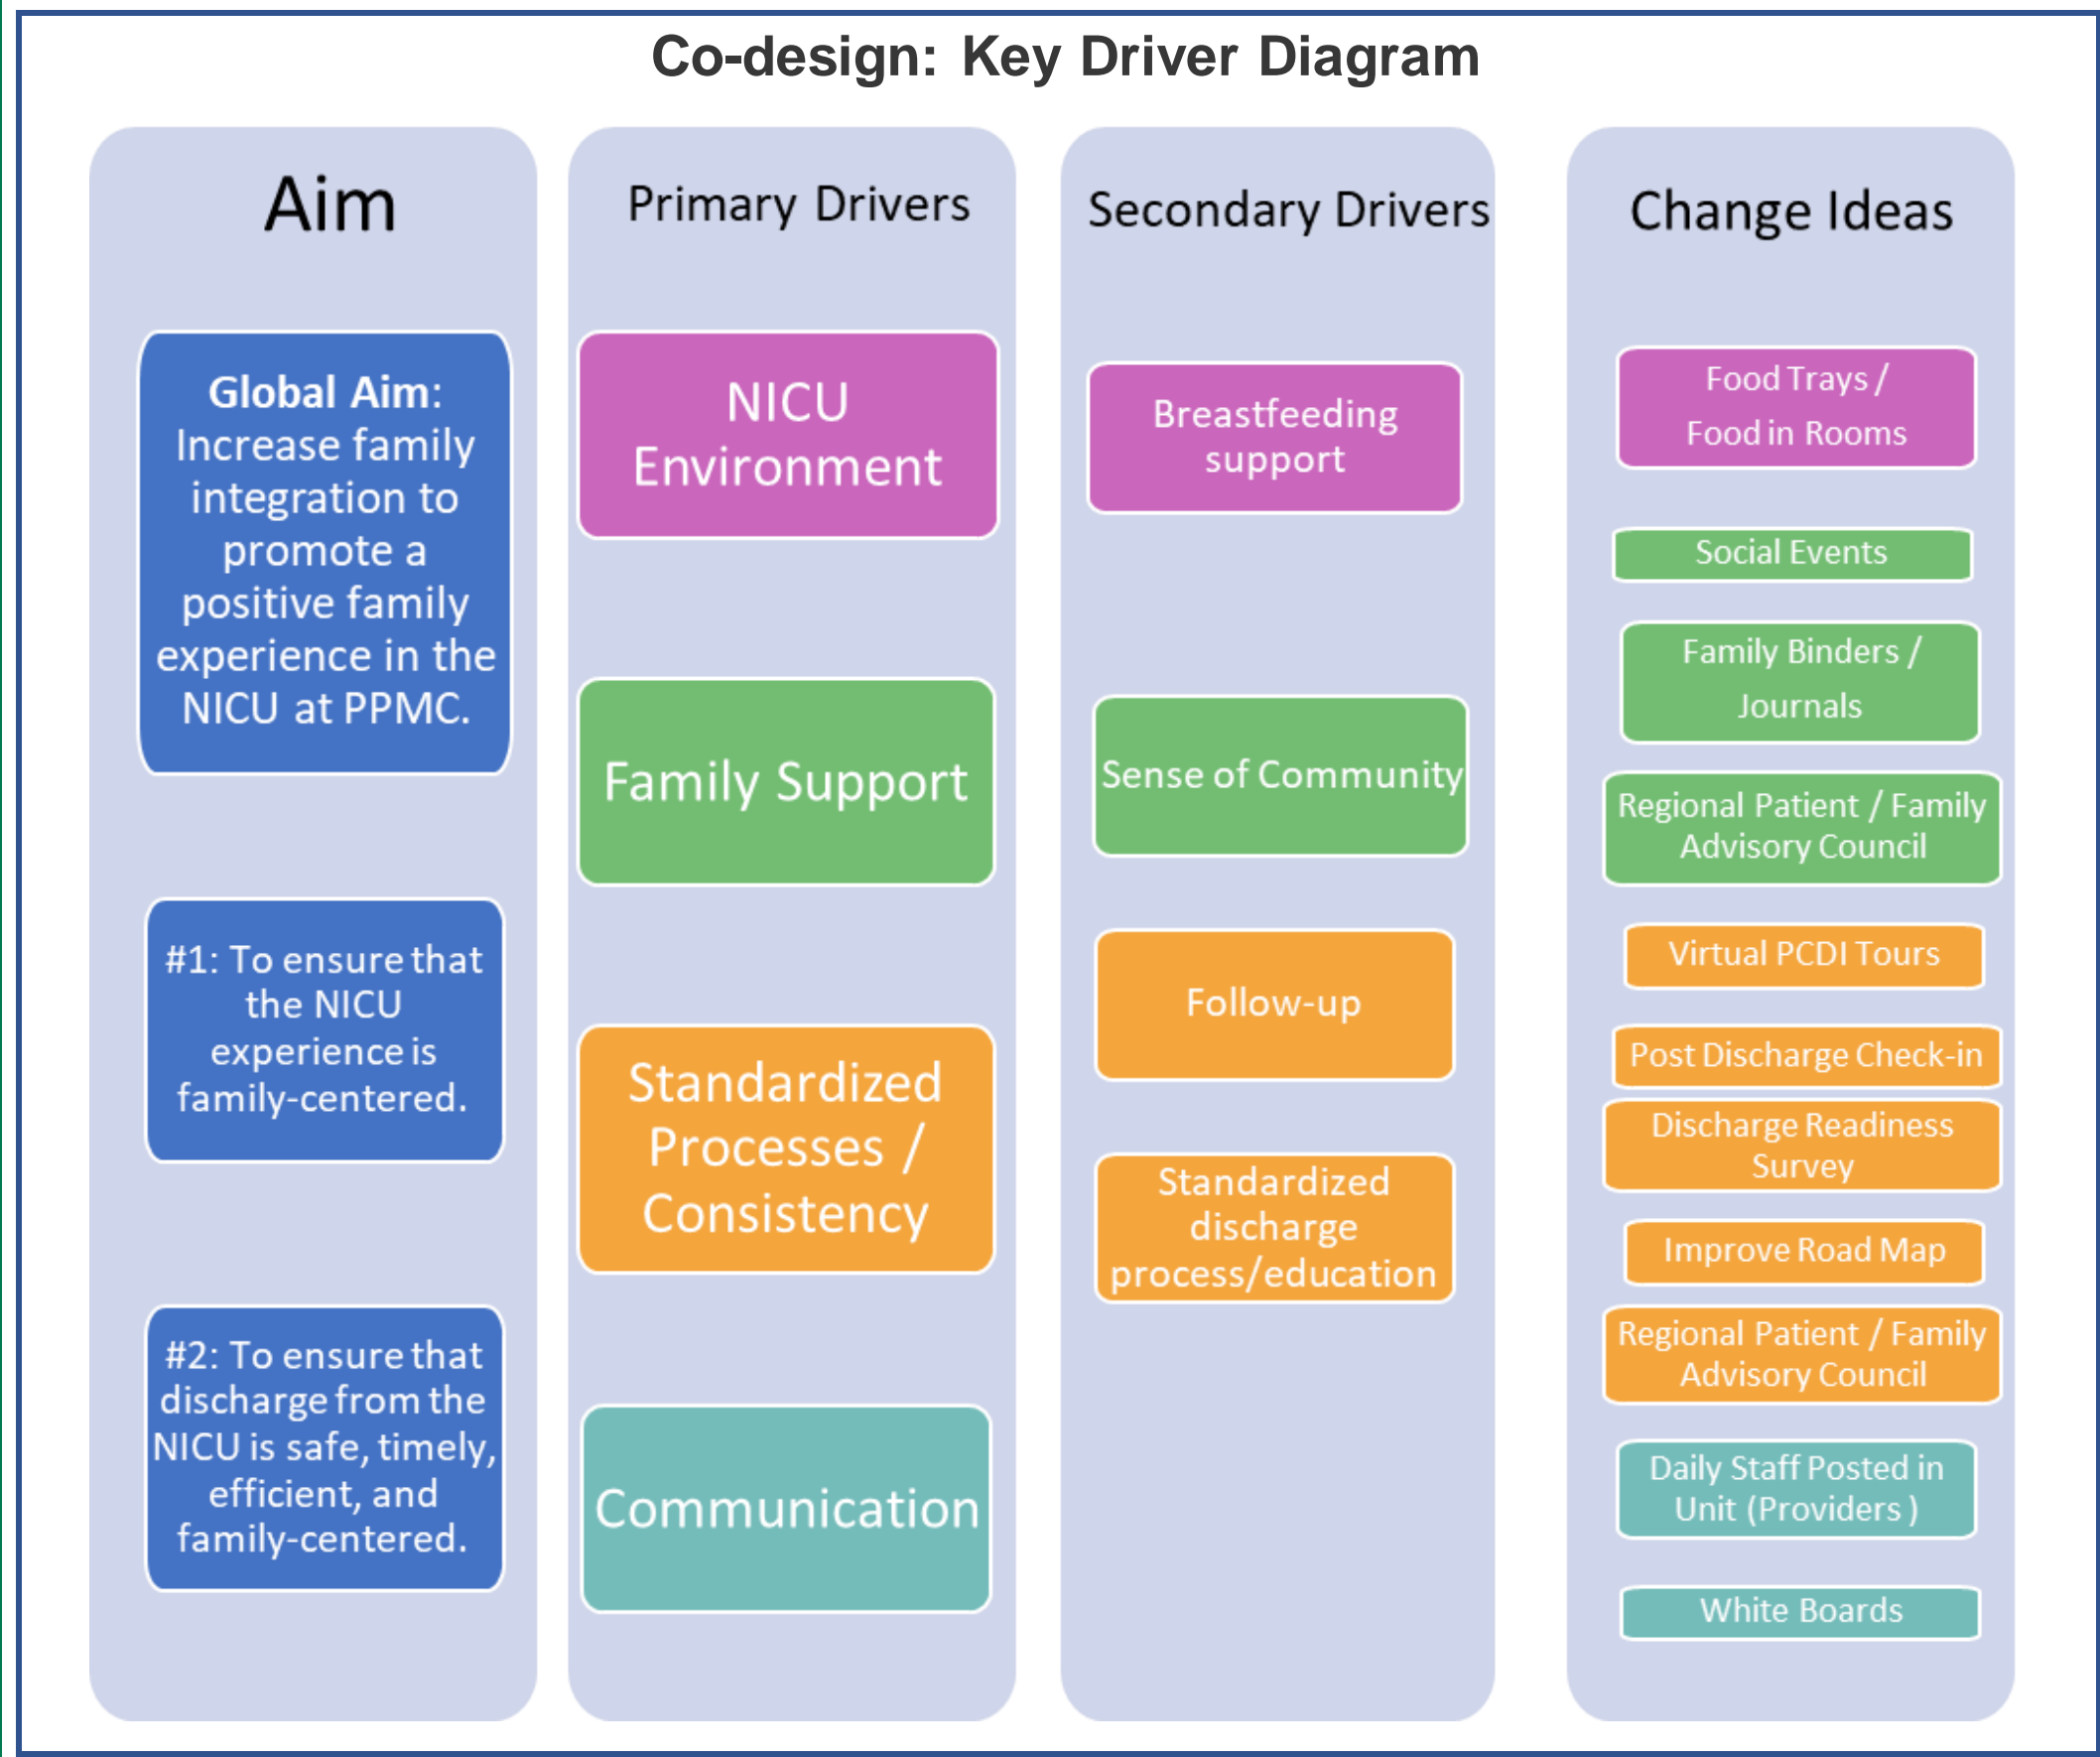 Co-design: Key Driver Diagram
Aim
Global Aim:
Increase family
integration to
promote a
positive family
experience in the
NICU at PPMC.
#1: To ensure that
the NICU
experience is
family-centered.
#2: To ensure that
discharge from the
NICU is safe, timely,
efficient, and
family-centered.
Primary Drivers
NICU
Environment
Family Support
Standardized
Processes /
Consistency
Communication
Secondary Drivers
Breastfeeding
support
Sense of Community
Follow-up
Standardized
discharge
process/education
Change Ideas
Food Trays /
Food in Rooms
Social Events
Family Binders /
Journals
Regional Patient / Family
Advisory Council
Virtual PCDI Tours
Post Discharge Check-in
Discharge Readiness
Survey
Improve Road Map
Regional Patient / Family
Advisory Council
Daily Staff Posted in
Unit (Providers )
White Boards